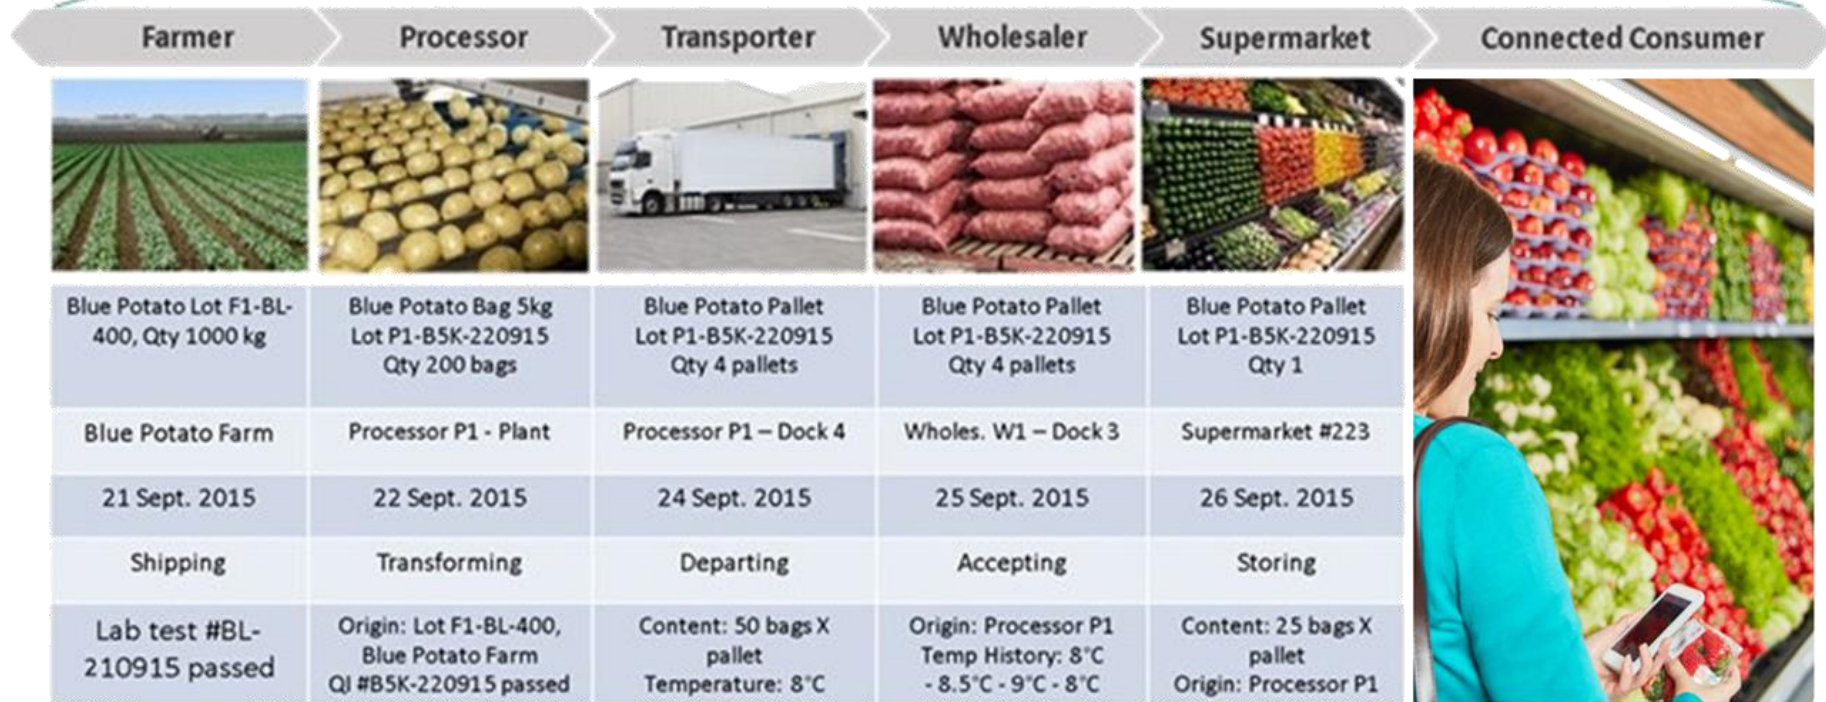 Farmer
Processor
Transporter
Wholesaler
Supermarket
Connected Consumer
Blue Potato Lot F1-BL-
400, Qty 1000 kg
Blue Potato Bag 5kg
Lot P1-B5K-220915
Qty 200 bags
Blue Potato Pallet
Lot P1-B5K-220915
Qty 4 pallets
Blue Potato Pallet
Lot P1-B5K-220915
Qty 4 pallets
Blue Potato Pallet
Lot P1-B5K-220915
Qty 1
Blue Potato Farm
Processor P1 - Plant
Processor P1 – Dock 4
Wholes. W1 – Dock 3
Supermarket #223
21 Sept. 2015
22 Sept. 2015
24 Sept. 2015
25 Sept. 2015
26 Sept. 2015
Shipping
Transforming
Departing
Accepting
Storing
Lab test #BL-
210915 passed
Origin: Lot F1-BL-400,
Blue Potato Farm
QI #B5K-220915 passed
Content: 50 bags X
pallet
Temperature: 8°C
Origin: Processor P1
Temp History: 8°C
- 8.5°C - 9°C - 8°C
Content: 25 bags X
pallet
Origin: Processor P1